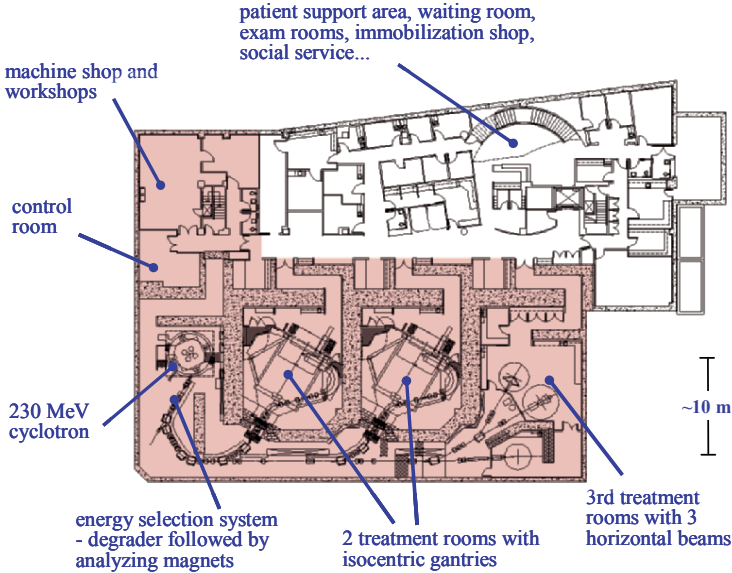 patient support area, waiting room,
exam rooms, immobilization shop,
social service...
machine shop and
workshops
control
room
230 MeV
cyclotron
~10 m
energy selection system
- degrader followed by
analyzing magnets
2 treatment rooms with
isocentric gantries
3rd treatment
rooms with 3
horizontal beams